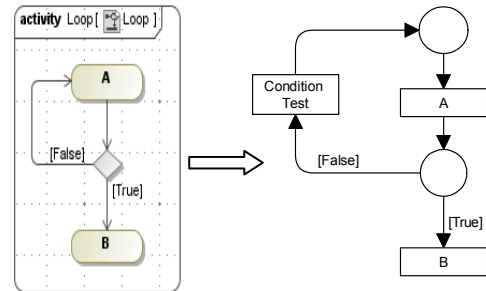 activity Loop [ Loop ]
A
[False]
[True]
B
Condition
Test
A
[False]
[True]
B